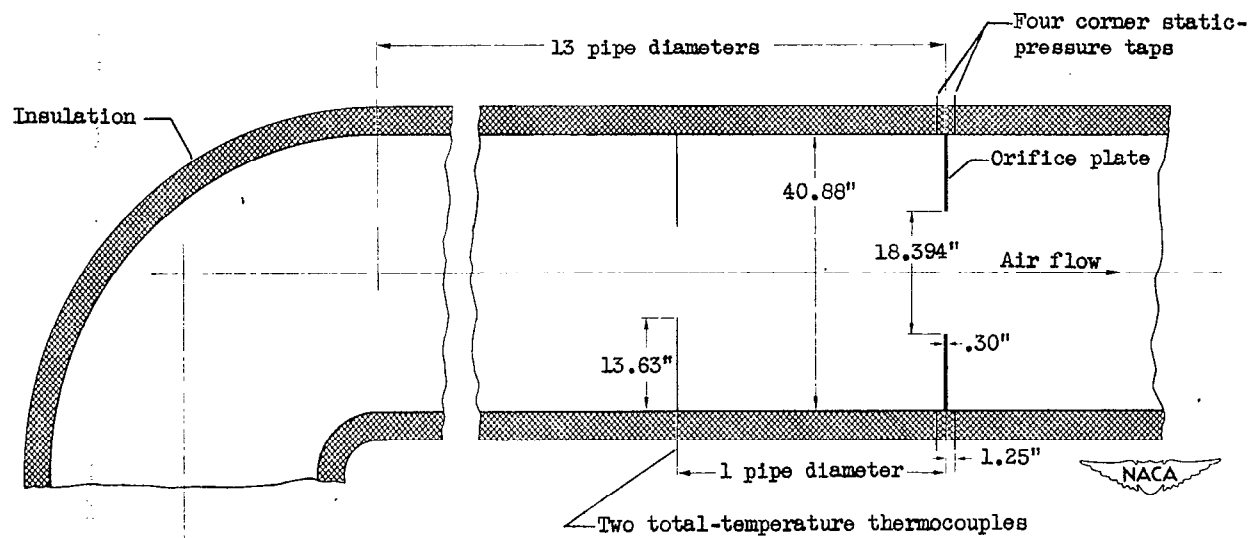 Four corner static-
pressure taps
13 pipe diameters
Insulation
Orifice plate
40.88"
18.394"
Air flow
.30"
13.63"
1 pipe diameter
1.25"
NACA
Two total-temperature thermocouples